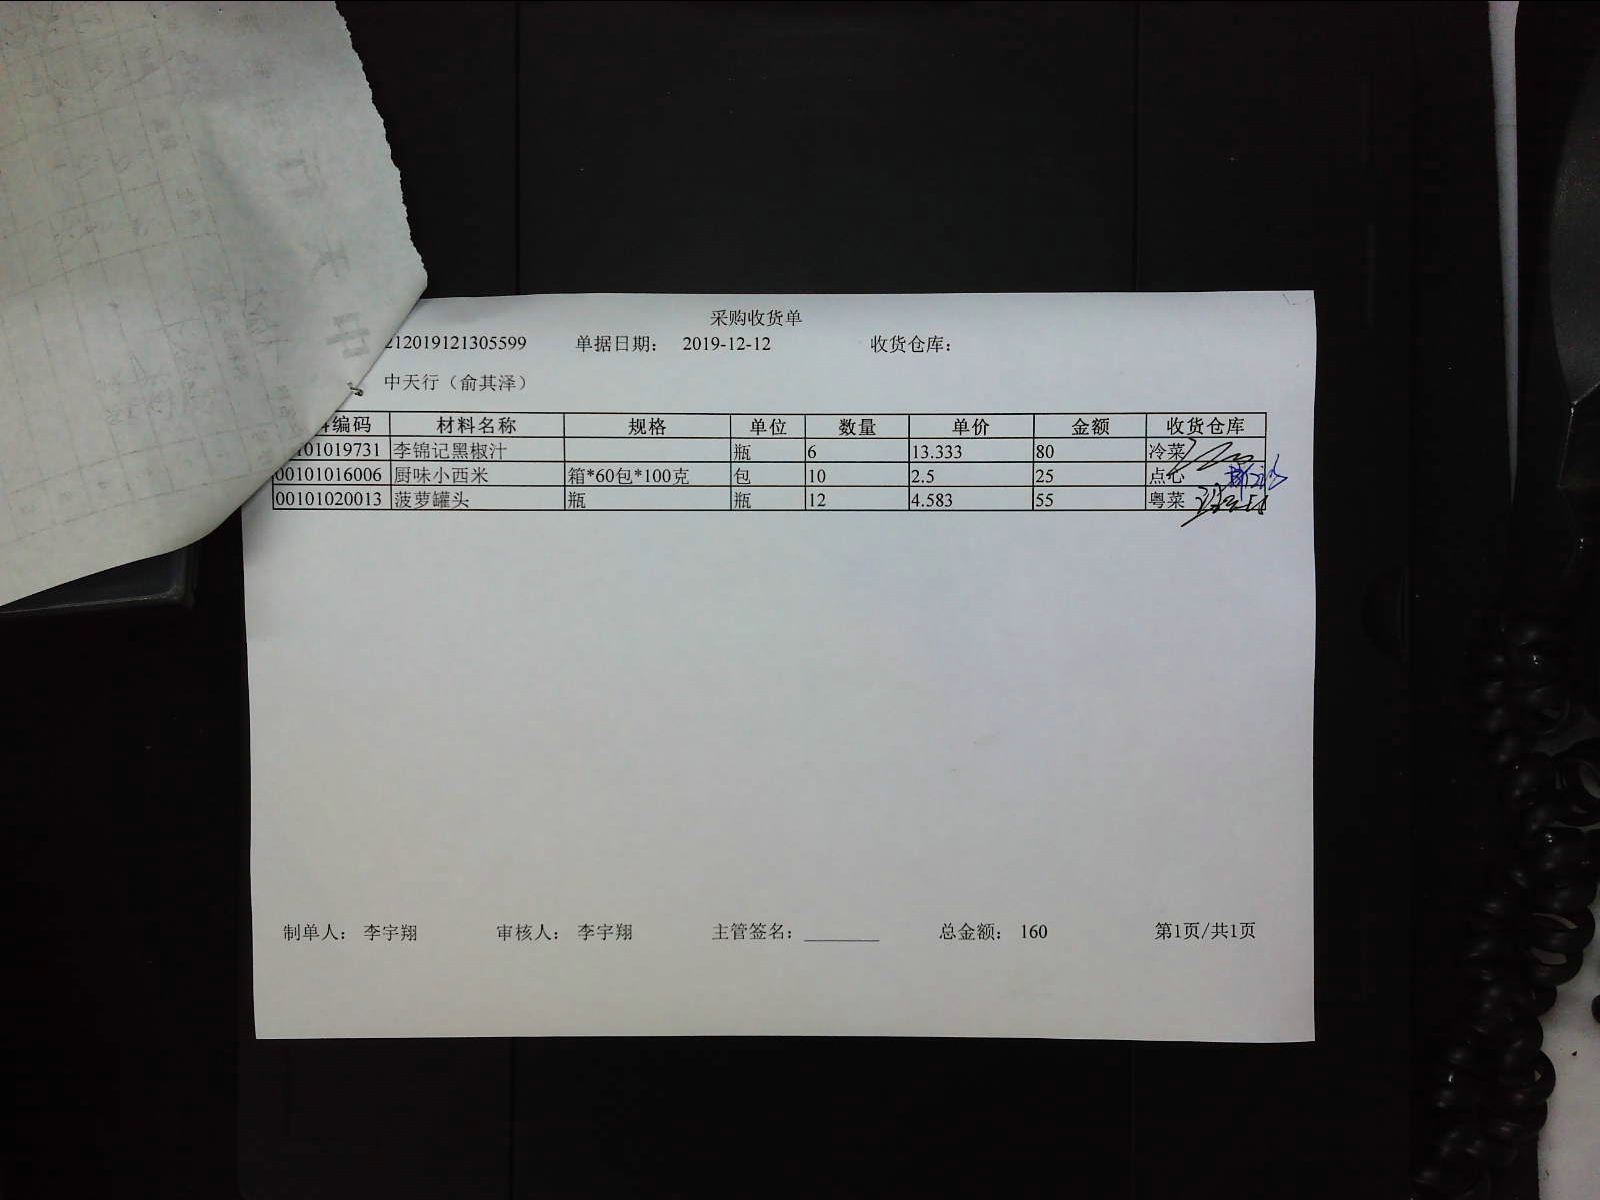 采购收货单
212019121305599 单据日期： 2019-12-12 收货仓库：
中天行（俞其泽）
编码 材料名称 规格 单位 数量 单价 金额 收货仓库
101019731 李锦记黑椒汁 瓶 6 13.333 80 冷菜
00101016006 厨味小西米 箱*60包*100克 包 10 2.5 25 点心
00101020013 菠萝罐头 瓶 瓶 12 4.583 55 粤菜
制单人： 李宇翔 审核人： 李宇翔 主管签名： 总金额： 160 第1页/共1页